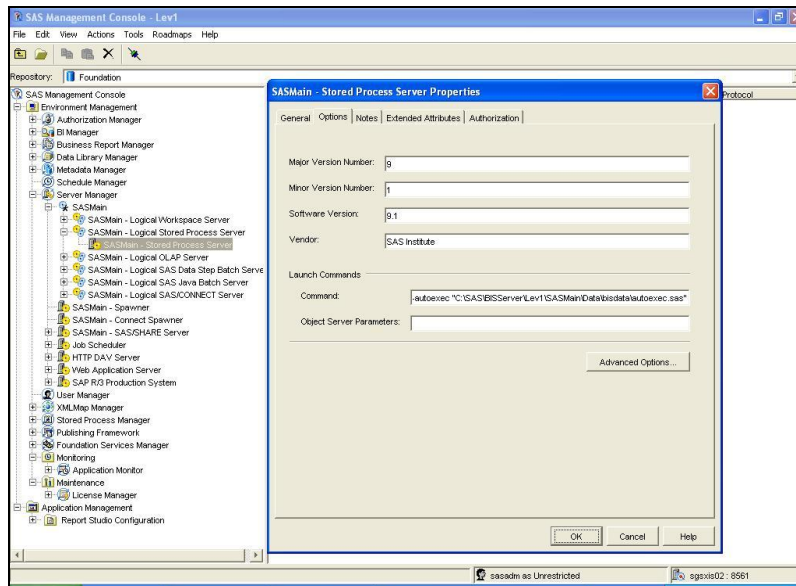 SAS Management Console - Lev1
File Edit View Actions Tools Roadmaps Help
Repository: Foundation
SAS Management Console
Environment Management
Authorization Manager
BI Manager
Business Report Manager
Data Library Manager
Metadata Manager
Schedule Manager
Server Manager
SASMain
SASMain - Logical Workspace Server
SASMain - Logical Stored Process Server
SASMain - Stored Process Server
SASMain - Logical OLAP Server
SASMain - Logical SAS Data Step Batch Serve
SASMain - Logical SAS Java Batch Server
SASMain - Logical SAS/CONNECT Server
SASMain - Spawner
SASMain - Connect Spawner
SASMain - SAS/SHARE Server
Job Scheduler
HTTP DAV Server
Web Application Server
SAP R/3 Production System
User Manager
XMLMap Manager
Stored Process Manager
Publishing Framework
Foundation Services Manager
Monitoring
Application Monitor
Maintenance
License Manager
Application Management
Report Studio Configuration
Protocol
SASMain - Stored Process Server Properties
General Options Notes Extended Attributes Authorization
Major Version Number: 9
Minor Version Number: 1
Software Version: 9.1
Vendor: SAS Institute
Launch Commands
Command: -autoexec "C:\SAS\BISServer\Lev1\SASMain\Data\bisdata\autoexec.sas"
Object Server Parameters:
Advanced Options...
OK Cancel Help
sasadm as Unrestricted sgsxis02 : 8561